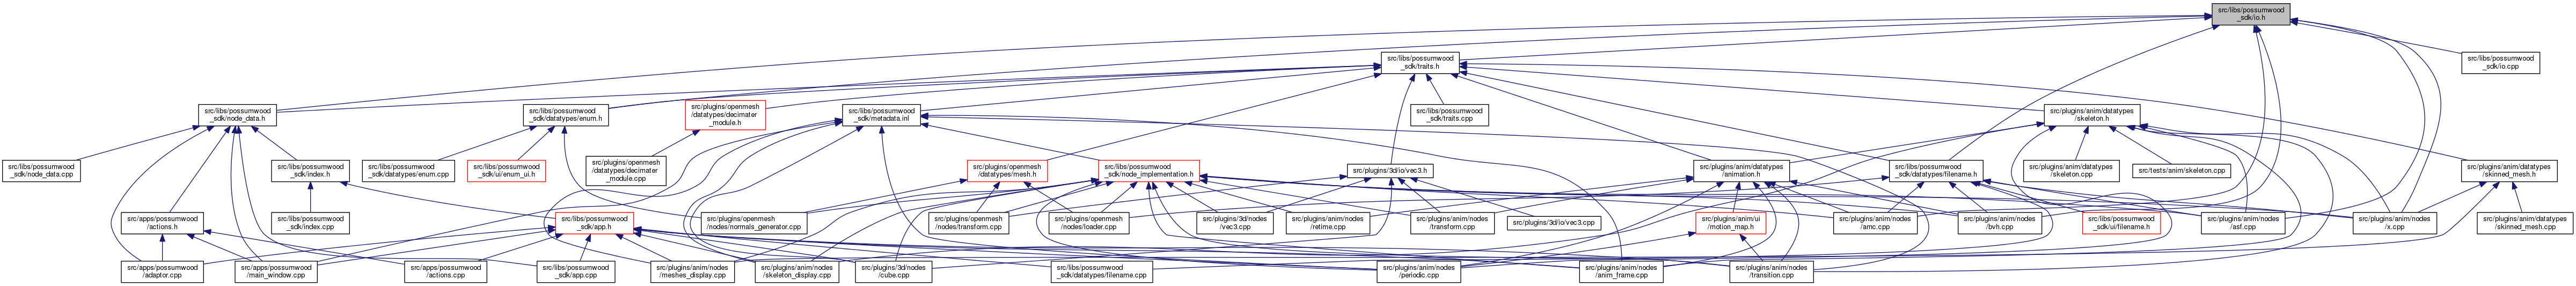 src/libs/possumwood
_sdk/io.h
src/libs/possumwood
_sdk/traits.h
src/libs/possumwood
_sdk/io.cpp
src/libs/possumwood
_sdk/node_data.h
src/libs/possumwood
_sdk/datatypes/enum.h
src/plugins/openmesh
/datatypes/decimater
_module.h
src/libs/possumwood
_sdk/metadata.inl
src/libs/possumwood
_sdk/traits.cpp
src/plugins/anim/datatypes
/skeleton.h
src/libs/possumwood
_sdk/node_data.cpp
src/libs/possumwood
_sdk/index.h
src/libs/possumwood
_sdk/datatypes/enum.cpp
src/libs/possumwood
_sdk/ui/enum_ui.h
src/plugins/openmesh
/datatypes/decimater
_module.cpp
src/plugins/openmesh
/datatypes/mesh.h
src/libs/possumwood
_sdk/node_implementation.h
src/plugins/3d/io/vec3.h
src/plugins/anim/datatypes
/animation.h
src/libs/possumwood
_sdk/datatypes/filename.h
src/plugins/anim/datatypes
/skeleton.cpp
src/tests/anim/skeleton.cpp
src/plugins/anim/datatypes
/skinned_mesh.h
src/apps/possumwood
/actions.h
src/libs/possumwood
_sdk/index.cpp
src/libs/possumwood
_sdk/app.h
src/plugins/openmesh
/nodes/normals_generator.cpp
src/plugins/openmesh
/nodes/transform.cpp
src/plugins/openmesh
/nodes/loader.cpp
src/plugins/3d/nodes
/vec3.cpp
src/plugins/anim/nodes
/retime.cpp
src/plugins/anim/nodes
/transform.cpp
src/plugins/3d/io/vec3.cpp
src/plugins/anim/ui
/motion_map.h
src/plugins/anim/nodes
/amc.cpp
src/plugins/anim/nodes
/bvh.cpp
src/libs/possumwood
_sdk/ui/filename.h
src/plugins/anim/nodes
/asf.cpp
src/plugins/anim/nodes
/x.cpp
src/plugins/anim/datatypes
/skinned_mesh.cpp
src/apps/possumwood
/adaptor.cpp
src/apps/possumwood
/main_window.cpp
src/apps/possumwood
/actions.cpp
src/libs/possumwood
_sdk/app.cpp
src/plugins/anim/nodes
/meshes_display.cpp
src/plugins/anim/nodes
/skeleton_display.cpp
src/plugins/3d/nodes
/cube.cpp
src/libs/possumwood
_sdk/datatypes/filename.cpp
src/plugins/anim/nodes
/periodic.cpp
src/plugins/anim/nodes
/anim_frame.cpp
src/plugins/anim/nodes
/transition.cpp